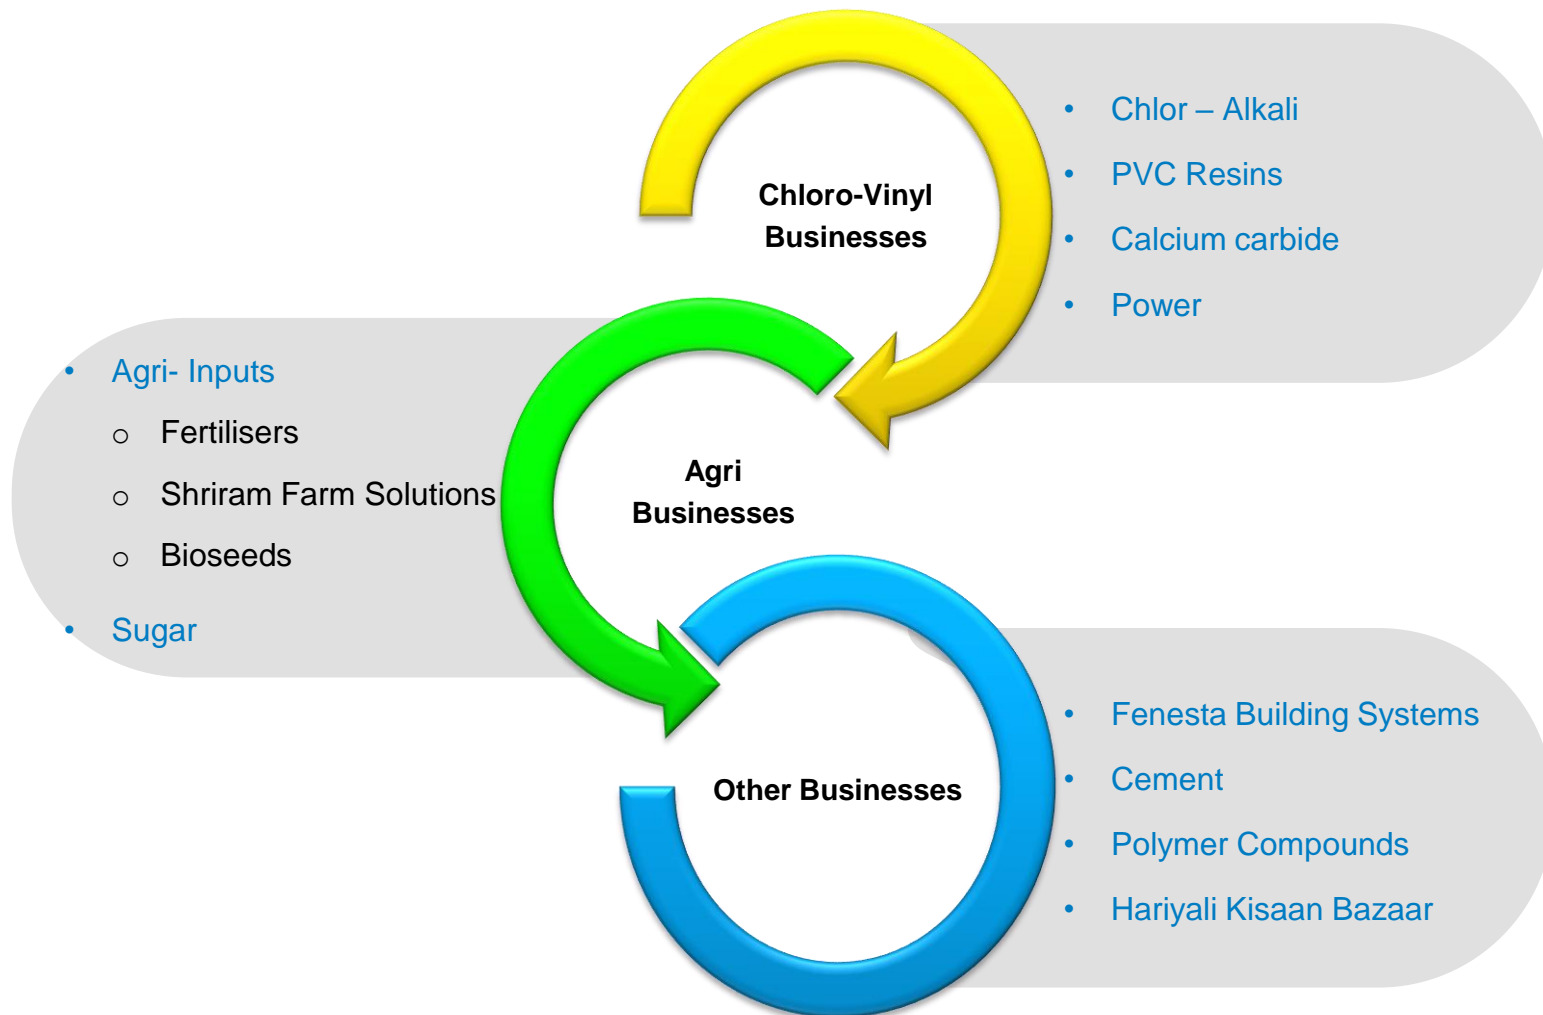 Chloro-Vinyl
Businesses
• Chlor – Alkali
• PVC Resins
• Calcium carbide
• Power
Agri
Businesses
• Agri- Inputs
o Fertilisers
o Shriram Farm Solutions
o Bioseeds
• Sugar
Other Businesses
• Fenesta Building Systems
• Cement
• Polymer Compounds
• Hariyali Kisaan Bazaar